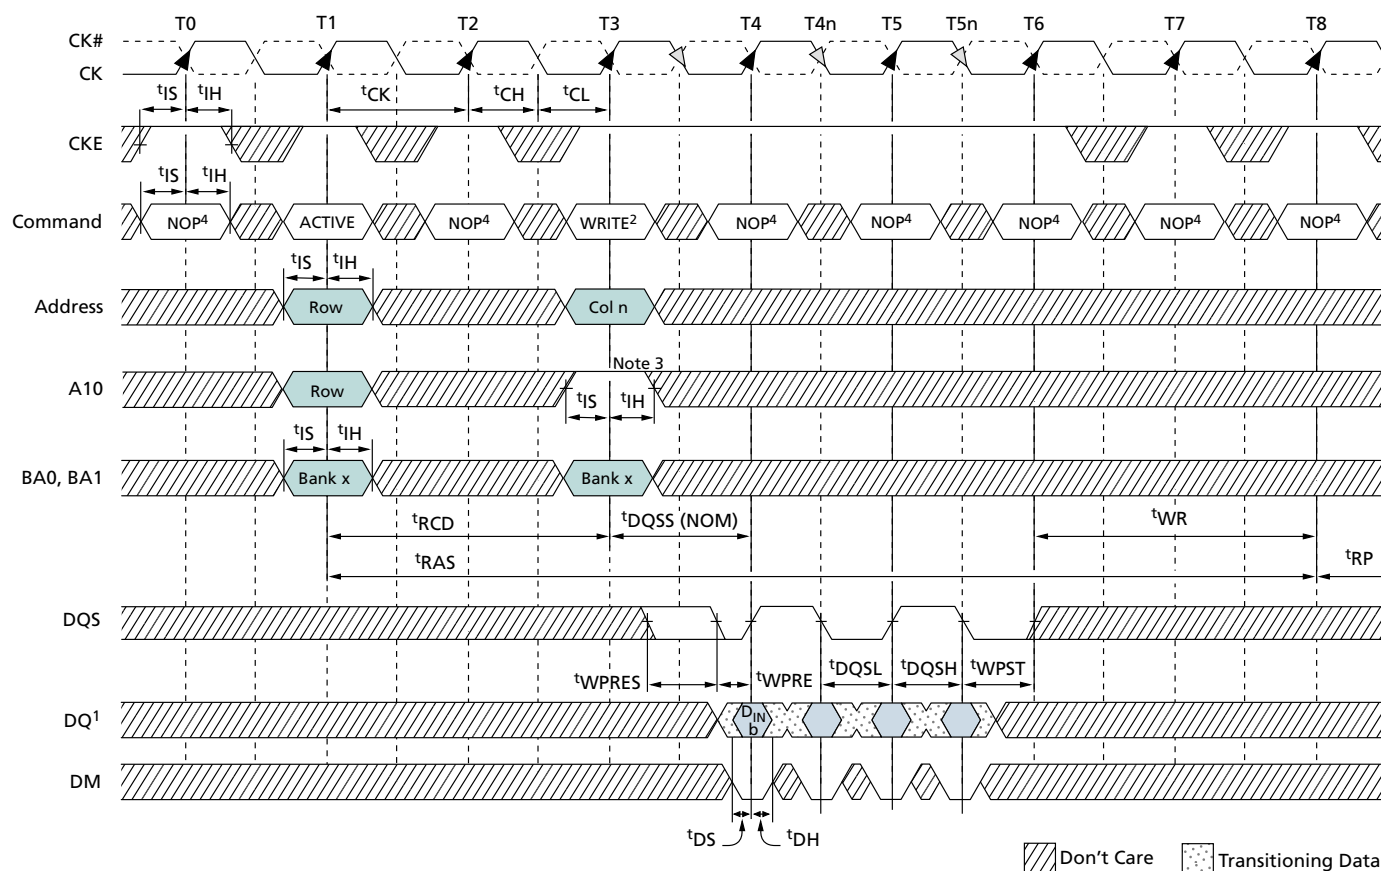 T0 T1 T2 T3 T4 T4n T5 T5n T6 T7 T8
CK#
CK
tIS tIH tCK tCH tCL
CKE
tIS tIH
Command NOP4 ACTIVE NOP4 WRITE2 NOP4 NOP4 NOP4 NOP4 NOP4
tIS tIH
Address Row Col n
Note 3
A10 Row
tIS tIH
tIS tIH
BA0, BA1 Bank x Bank x
tRCD tDQSS (NOM) tWR
tRAS tRP
DQS
tWPRES tWPRE tDQSL tDQSH tWPST
DQ1 DIN b
DM
tDS tDH
Don't Care Transitioning Data